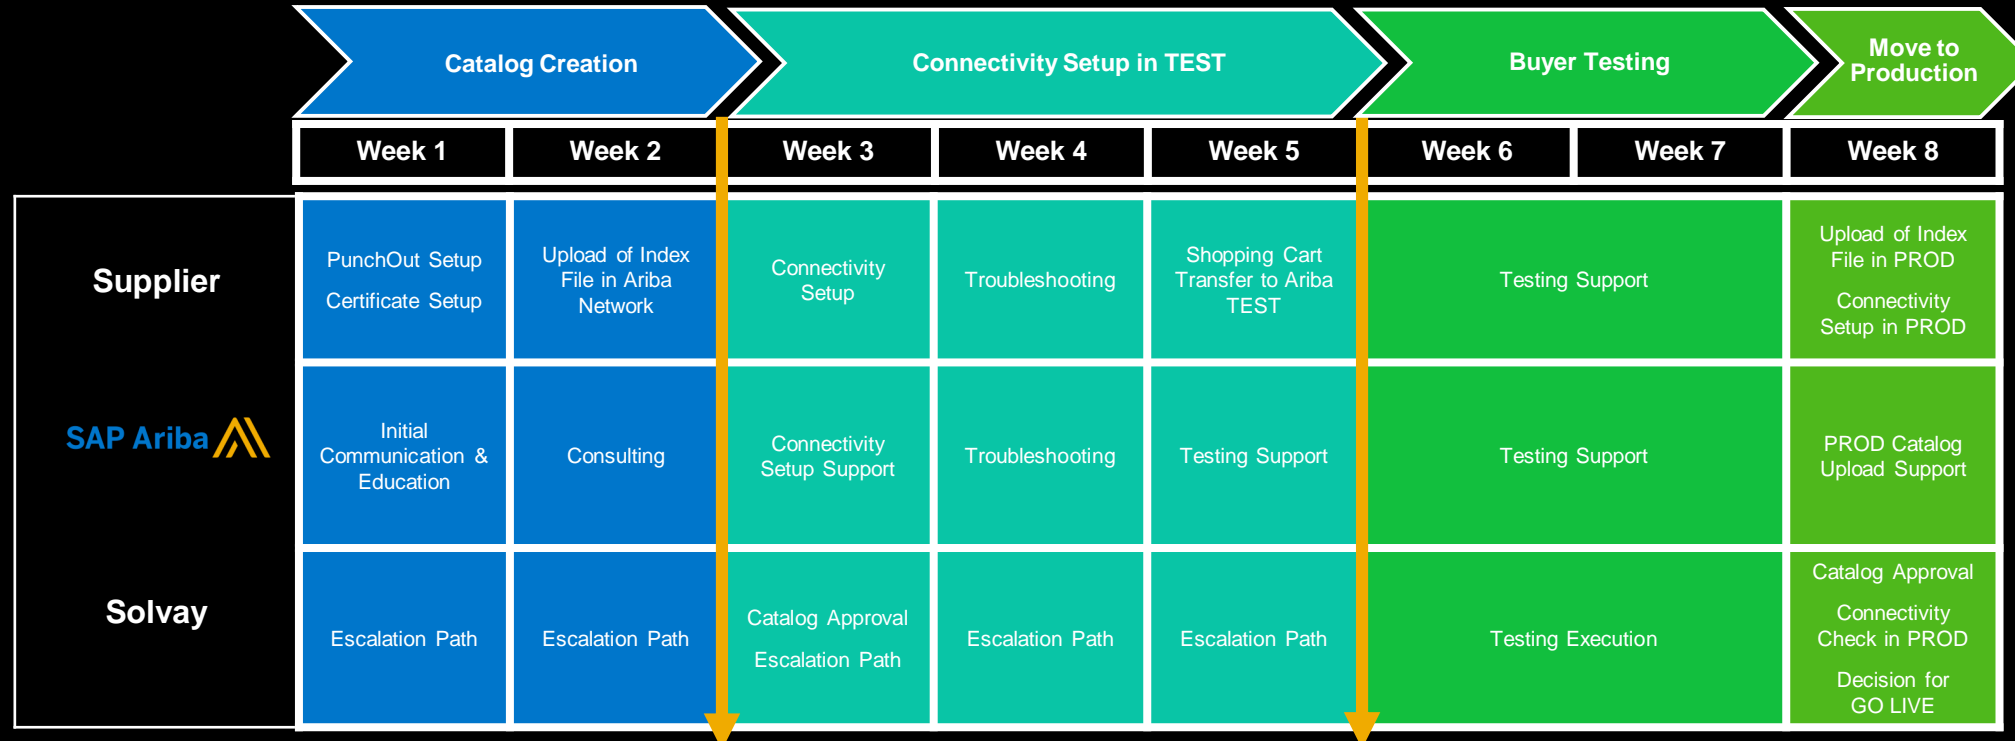 Catalog Creation
Connectivity Setup in TEST
Buyer Testing
Move to
Production
Week 1
Week 2
Week 3
Week 4
Week 5
Week 6
Week 7
Week 8
Supplier
PunchOut Setup
Certificate Setup
Upload of Index
File in Ariba
Network
Connectivity
Setup
Troubleshooting
Shopping Cart
Transfer to Ariba
TEST
Testing Support
Upload of Index
File in PROD
Connectivity
Setup in PROD
SAP Ariba
Initial
Communication &
Education
Consulting
Connectivity
Setup Support
Troubleshooting
Testing Support
Testing Support
PROD Catalog
Upload Support
Solvay
Escalation Path
Escalation Path
Catalog Approval
Escalation Path
Escalation Path
Escalation Path
Testing Execution
Catalog Approval
Connectivity
Check in PROD
Decision for
GO LIVE